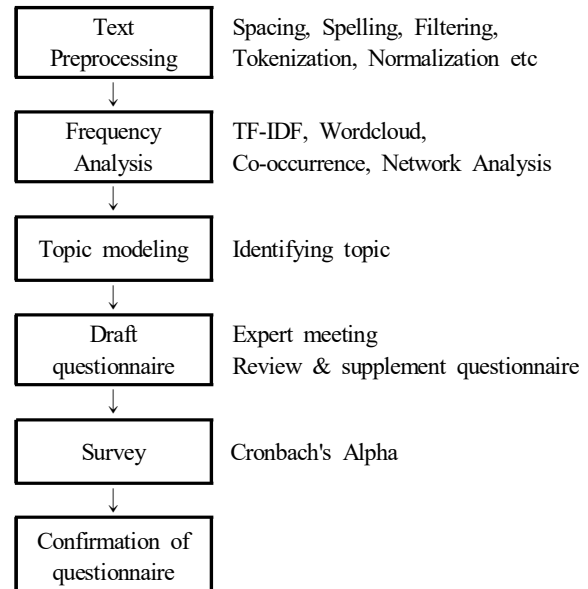 Text
Preprocessing
Spacing, Spelling, Filtering,
Tokenization, Normalization etc
Frequency
Analysis
TF-IDF, Wordcloud,
Co-occurrence, Network Analysis
Topic modeling
Identifying topic
Draft
questionnaire
Expert meeting
Review & supplement questionnaire
Survey
Cronbach's Alpha
Confirmation of
questionnaire